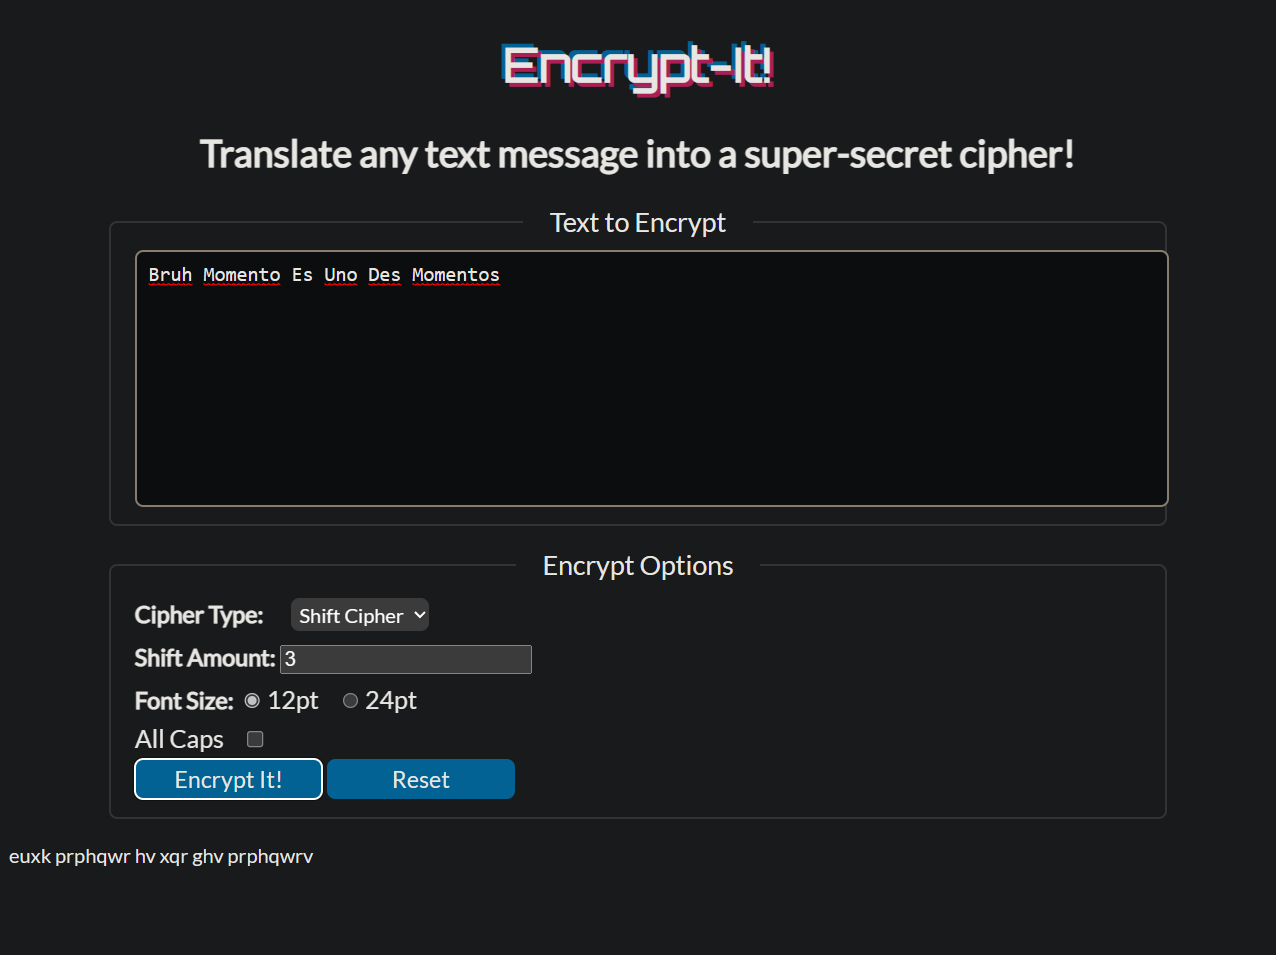 Encrypt-It!
Translate any text message into a super-secret cipher!
Text to Encrypt
Bruh Momento Es Uno Des Momentos
Encrypt Options
Cipher Type: Shift Cipher
Shift Amount: 3
Font Size: 12pt 24pt
All Caps
Encrypt It! Reset
euxk prphqwr hv xqr ghv prphqwrv